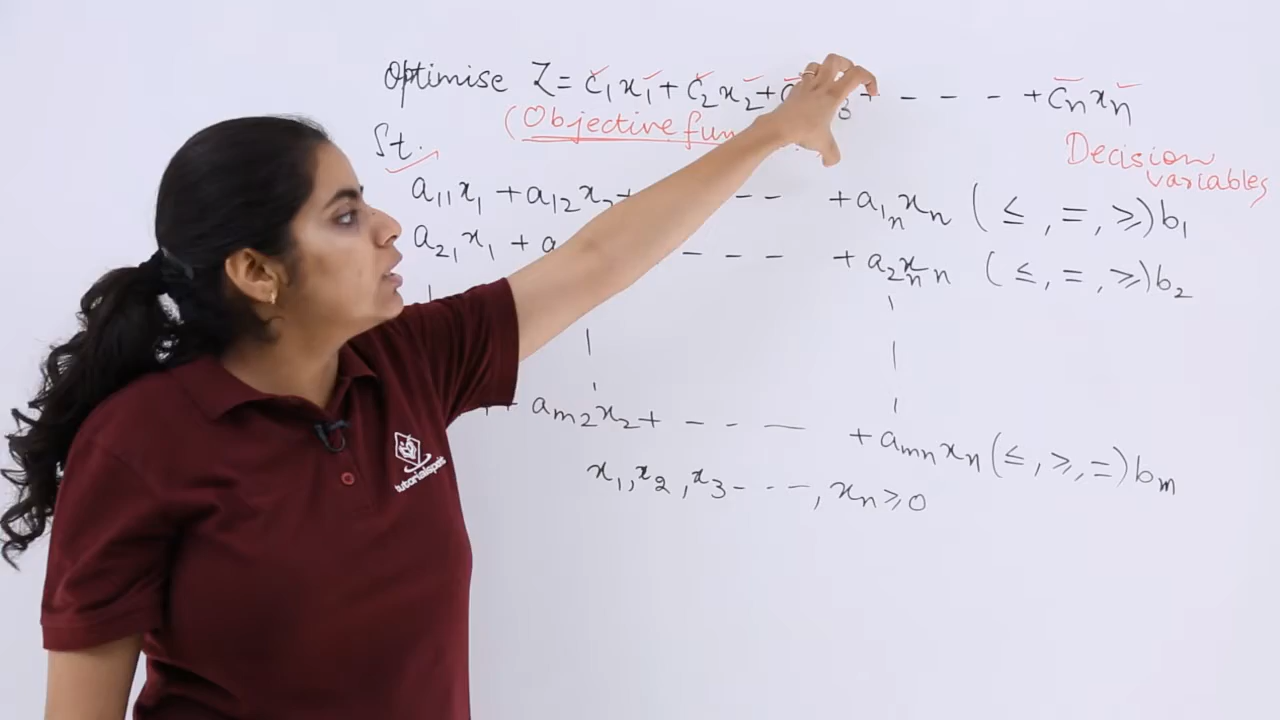 Optimise Z = c₁x₁ + c₂x₂ + c 3 + - - - + cₙxₙ
(Objective fun
St.
Decision
variables
a₁₁x₁ + a₁₂x₂ + - - + a₁ₙxₙ (≤, =, ≥) b₁
a₂₁x₁ + a - - - + a₂ₙxₙ (≤, =, ≥) b₂
+ aₘ₂x₂ + - - - + aₘₙxₙ (≤, ≥, =) bₘ
x₁, x₂, x₃ - - - -, xₙ ≥ 0
tutorialspoint